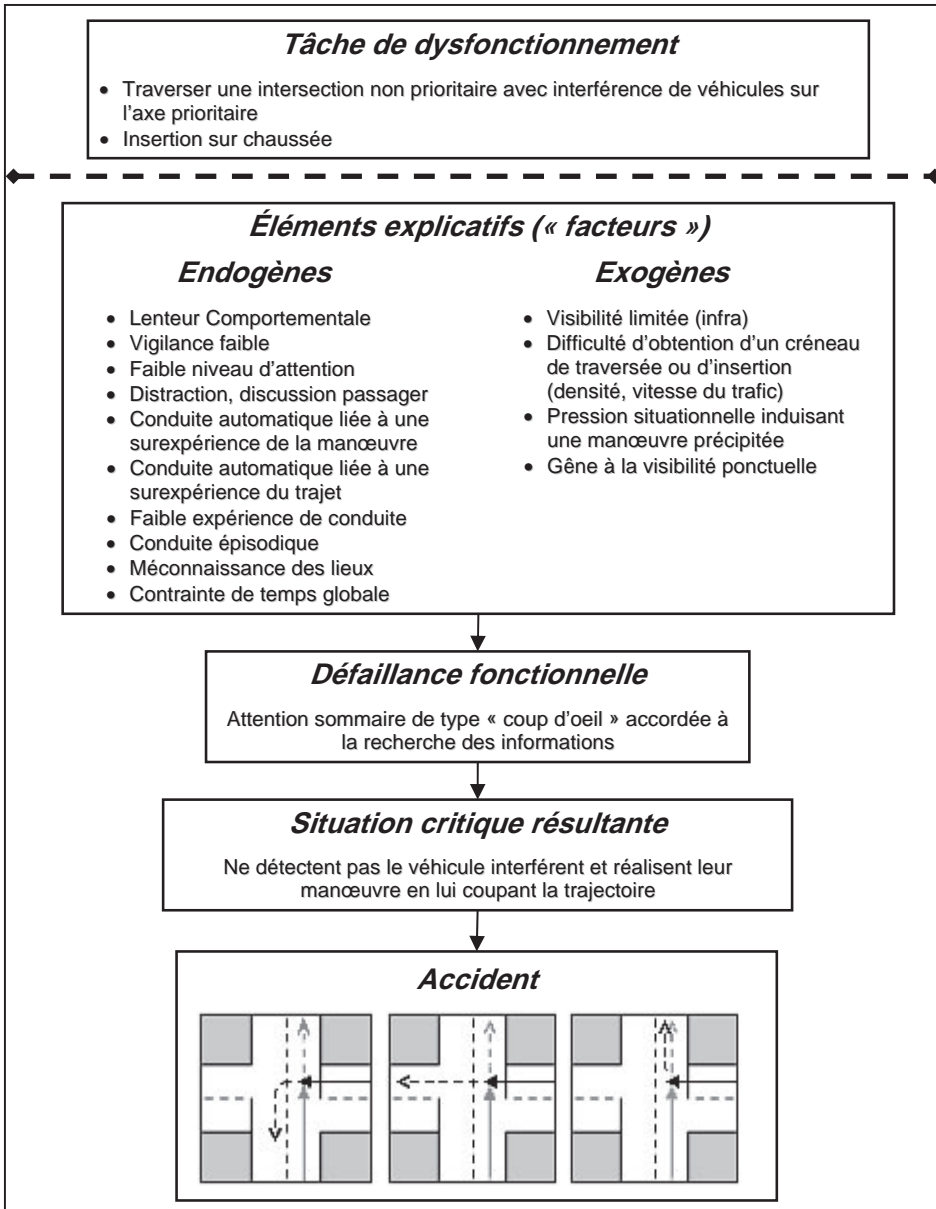 Tâche de dysfonctionnement
• Traverser une intersection non prioritaire avec interférence de véhicules sur
l'axe prioritaire
• Insertion sur chaussée
Éléments explicatifs (« facteurs »)
Endogènes
• Lenteur Comportementale
• Vigilance faible
• Faible niveau d'attention
• Distraction, discussion passager
• Conduite automatique liée à une
surexpérience de la manœuvre
• Conduite automatique liée à une
surexpérience du trajet
• Faible expérience de conduite
• Conduite épisodique
• Méconnaissance des lieux
• Contrainte de temps globale
Exogènes
• Visibilité limitée (infra)
• Difficulté d'obtention d'un créneau
de traversée ou d'insertion
(densité, vitesse du trafic)
• Pression situationnelle induisant
une manœuvre précipitée
• Gêne à la visibilité ponctuelle
Défaillance fonctionnelle
Attention sommaire de type « coup d'oeil » accordée à
la recherche des informations
Situation critique résultante
Ne détectent pas le véhicule interférent et réalisent leur
manœuvre en lui coupant la trajectoire
Accident